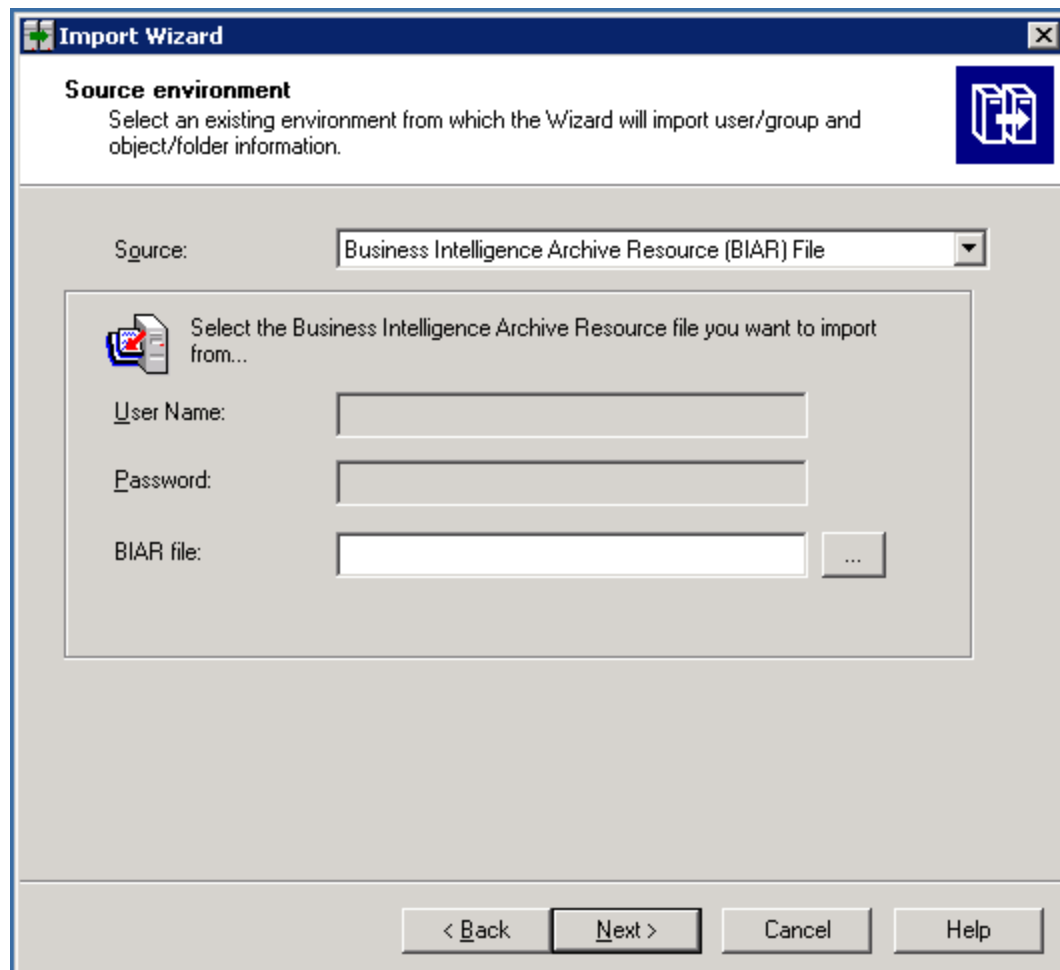 Import Wizard
Source environment
Select an existing environment from which the Wizard will import user/group and
object/folder information.
Source:
Business Intelligence Archive Resource (BIAR) File
Select the Business Intelligence Archive Resource file you want to import
from...
User Name:
Password:
BIAR file:
...
< Back
Next >
Cancel
Help